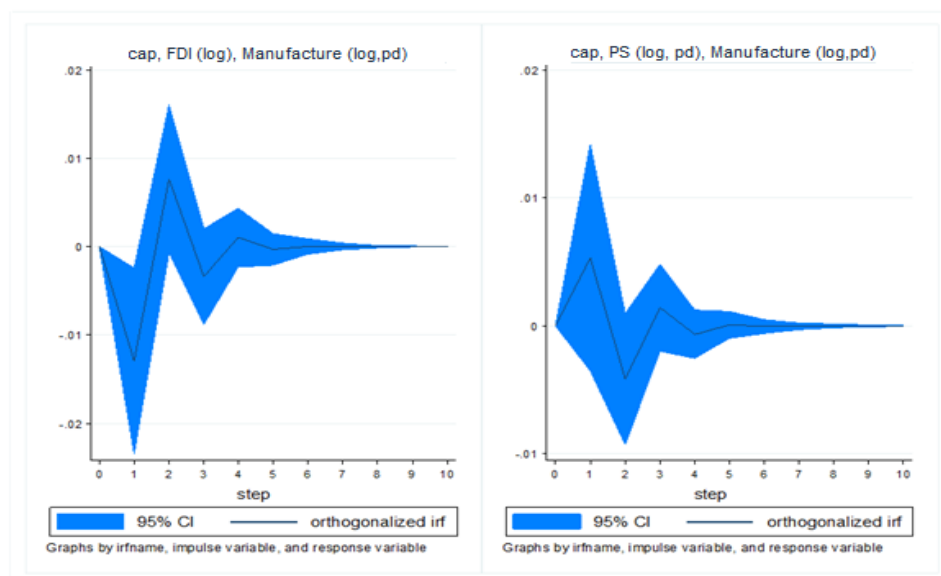 cap, FDI (log), Manufacture (log,pd)
.02
.01
0
-.01
-.02
0 1 2 3 4 5 6 7 8 9 10
step
95% CI orthogonalized irf
Graphs by irfname, impulse variable, and response variable
cap, PS (log, pd), Manufacture (log,pd)
.02
.01
0
-.01
0 1 2 3 4 5 6 7 8 9 10
step
95% CI orthogonalized irf
Graphs by irfname, impulse variable, and response variable